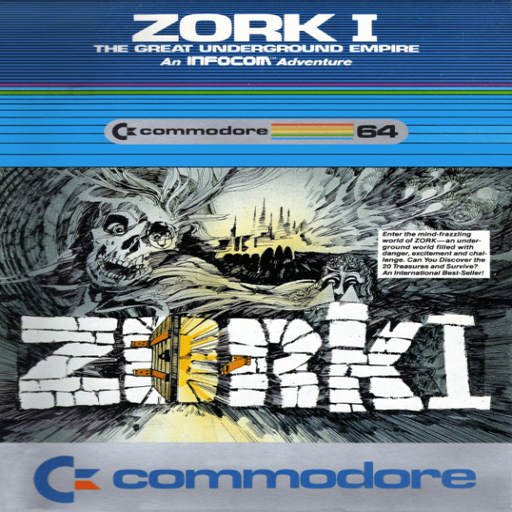 ZORK I
THE GREAT UNDERGROUND EMPIRE
An INFOCOM™ Adventure
commodore 64
Enter the mind-frazzling
world of ZORK—an under-
ground world filled with
danger, excitement and chal-
lenge. Can You Discover the
20 Treasures and Survive?
An International Best-Seller!
ZORK I
commodore